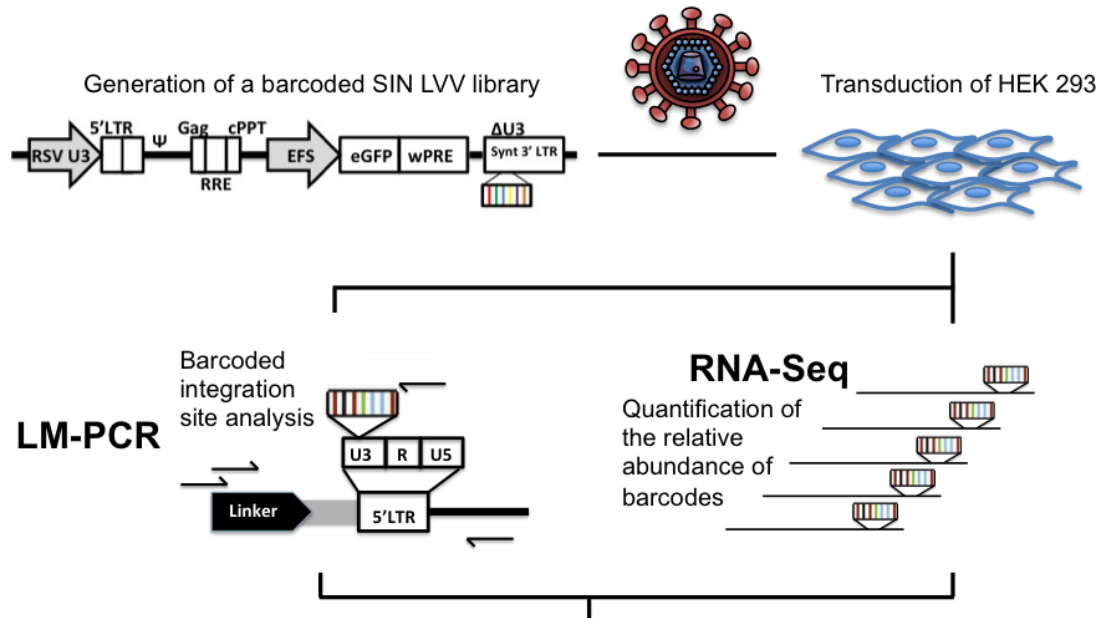 Generation of a barcoded SIN LVV library
Transduction of HEK 293
RSV U3
5'LTR
Ψ
Gag
cPPT
RRE
EFS
eGFP
wPRE
ΔU3
Synt 3' LTR
LM-PCR
Barcoded
integration
site analysis
U3
R
U5
Linker
5'LTR
RNA-Seq
Quantification of
the relative
abundance of
barcodes